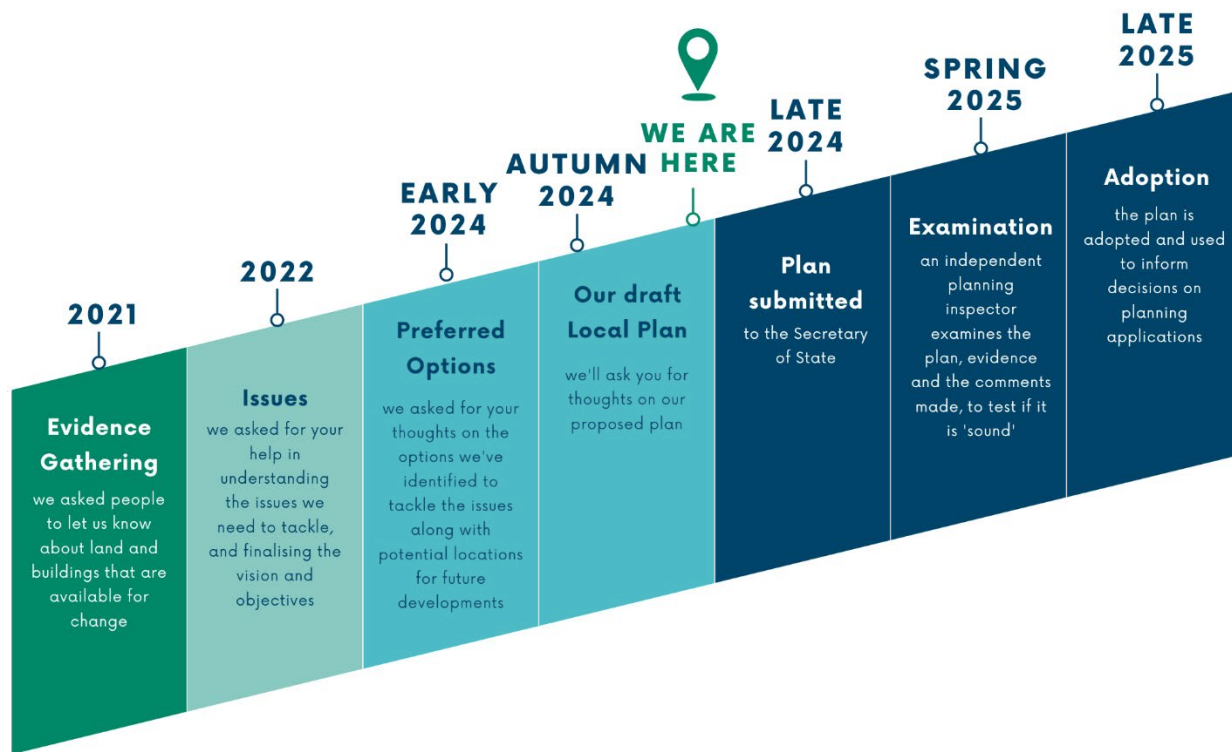 2021
Evidence
Gathering
we asked people
to let us know
about land and
buildings that are
available for
change
2022
Issues
we asked for your
help in
understanding
the issues we
need to tackle,
and finalising the
vision and
objectives
EARLY
2024
Preferred
Options
we asked for your
thoughts on the
options we've
identified to
tackle the issues
along with
potential locations
for future
developments
AUTUMN
2024
Our draft
Local Plan
we'll ask you for
thoughts on our
proposed plan
WE ARE
HERE
LATE
2024
Plan
submitted
to the Secretary
of State
SPRING
2025
Examination
an independent
planning
inspector
examines the
plan, evidence
and the comments
made, to test if it
is 'sound'
LATE
2025
Adoption
the plan is
adopted and used
to inform
decisions on
planning
applications